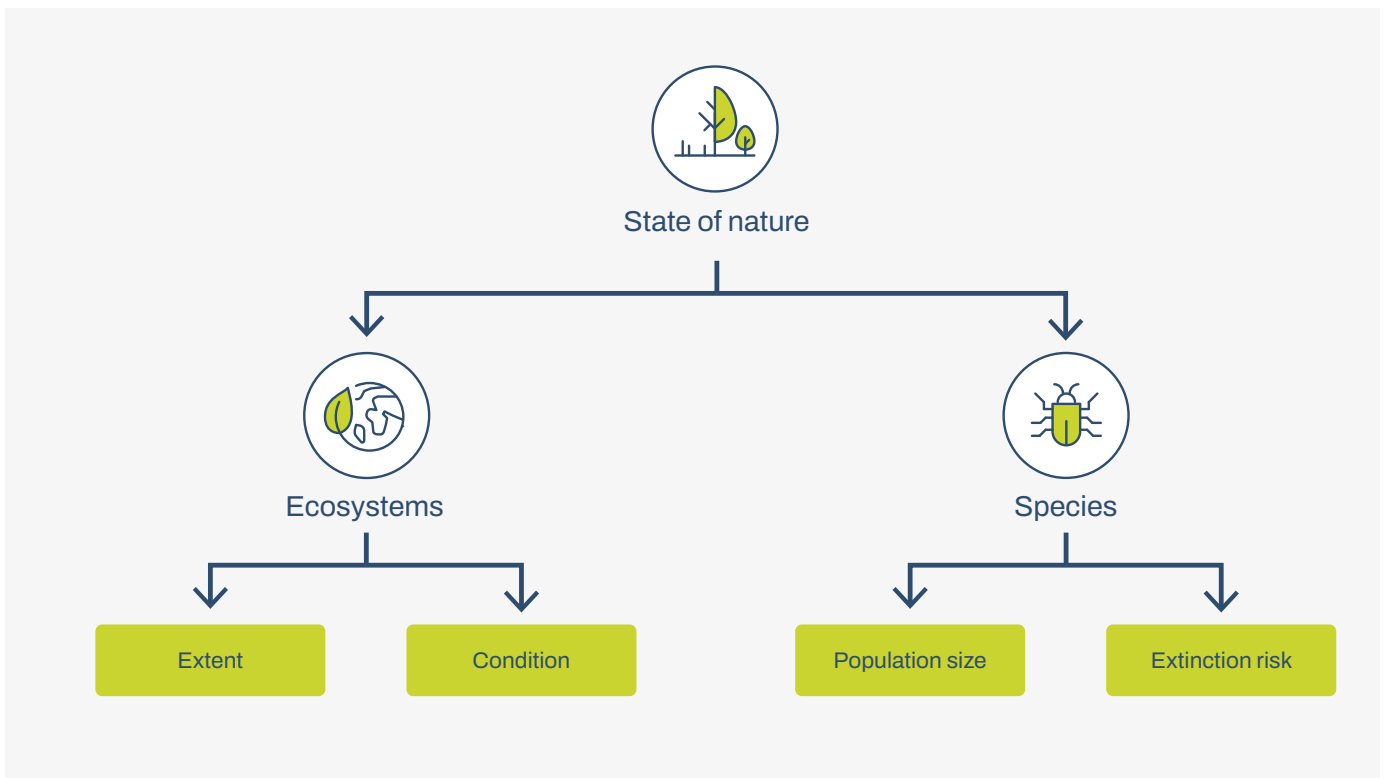 State of nature
Ecosystems
Species
Extent
Condition
Population size
Extinction risk